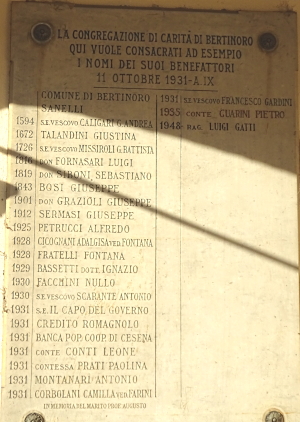 LA CONGREGAZIONE DI CARITÀ DI BERTINORO
QUI VUOLE CONSACRATI AD ESEMPIO
I NOMI DEI SUOI BENEFATTORI
11 OTTOBRE 1931-A. IX.
COMUNE DI BERTINORO
SANELLI
1594 S.E. VESCOVO CALIGARI G. ANDREA
1672 TALANDINI GIUSTINA
1726 S.E. VESCOVO MISSIROLI G. BATTISTA
1816 DON FORNASARI LUIGI
1819 DON SIBONI SEBASTIANO
1843 BOSI GIUSEPPE
1901 DON GRAZIOLI GIUSEPPE
1912 SERMASI GIUSEPPE
1925 PETRUCCI ALFREDO
1928 CICOGNANI ADALGISA VED. FONTANA
1928 FRATELLI FONTANA
1929 BASSETTI DOTT. IGNAZIO
1930 FACCHINI NULLO
1930 S.E. VESCOVO SCARANTE ANTONIO
1931 S.E. IL CAPO DEL GOVERNO
1931 CREDITO ROMAGNOLO
1931 BANCA POP. COOP. DI CESENA
1931 CONTE CONTI LEONE
1931 CONTESSA PRATI PAOLINA
1931 MONTANARI ANTONIO
1931 CORBOLANI CAMILLA VED. FARINI
IN MEMORIA DEL MARITO PROF. AUGUSTO
1931 S.E. VESCOVO FRANCESCO GARDINI
1935 CONTE GUARINI PIETRO
1948 RAG. LUIGI GATTI